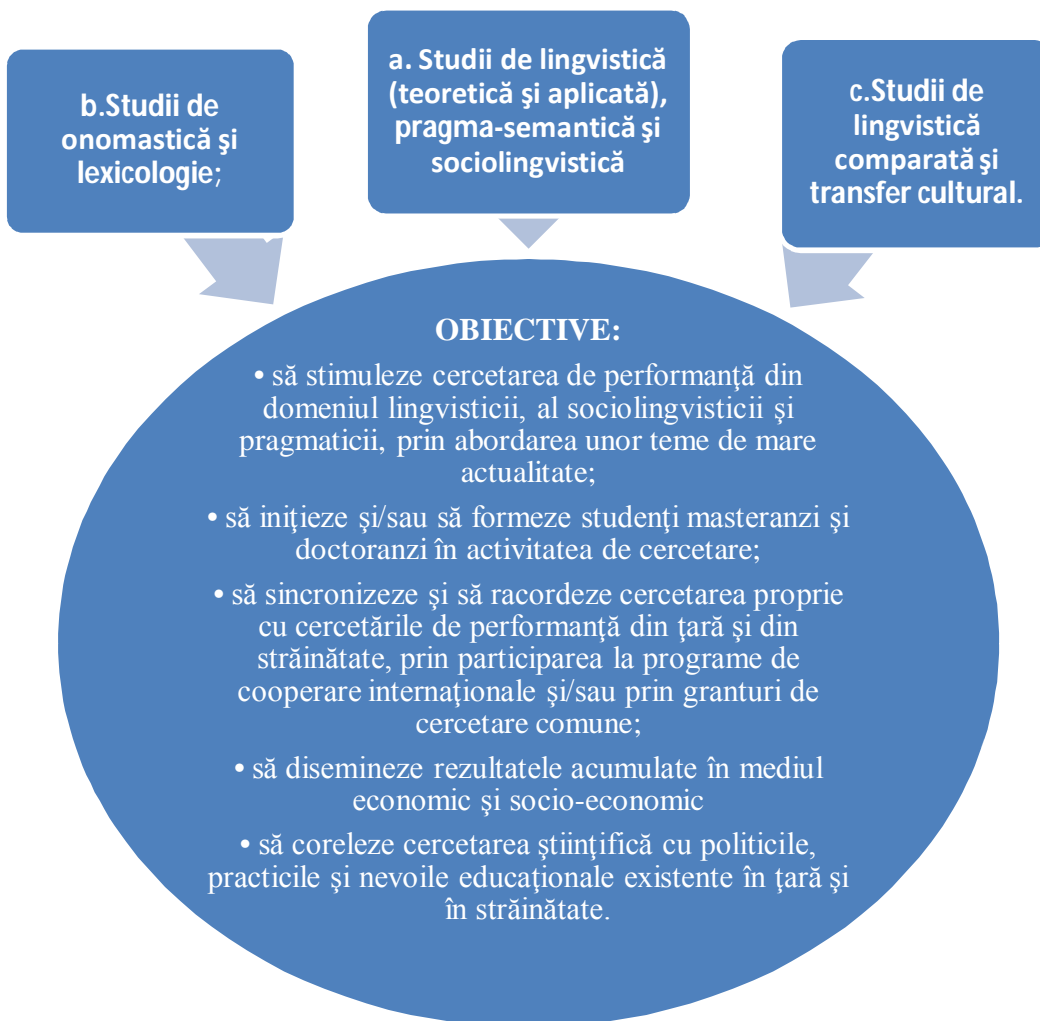 b.Studii de
onomastică şi
lexicologie;
a. Studii de lingvistică
(teoretică şi aplicată),
pragma-semantică şi
sociolingvistică
c.Studii de
lingvistică
comparată şi
transfer cultural.
OBIECTIVE:
• să stimuleze cercetarea de performanţă din
domeniul lingvisticii, al sociolingvisticii şi
pragmaticii, prin abordarea unor teme de mare
actualitate;
• să iniţieze şi/sau să formeze studenţi masteranzi şi
doctoranzi în activitatea de cercetare;
• să sincronizeze şi să racordeze cercetarea proprie
cu cercetările de performanţă din ţară şi din
străinătate, prin participarea la programe de
cooperare internaţionale şi/sau prin granturi de
cercetare comune;
• să disemineze rezultatele acumulate în mediul
economic şi socio-economic
• să coreleze cercetarea ştiinţifică cu politicile,
practicile şi nevoile educaţionale existente în ţară şi
în străinătate.